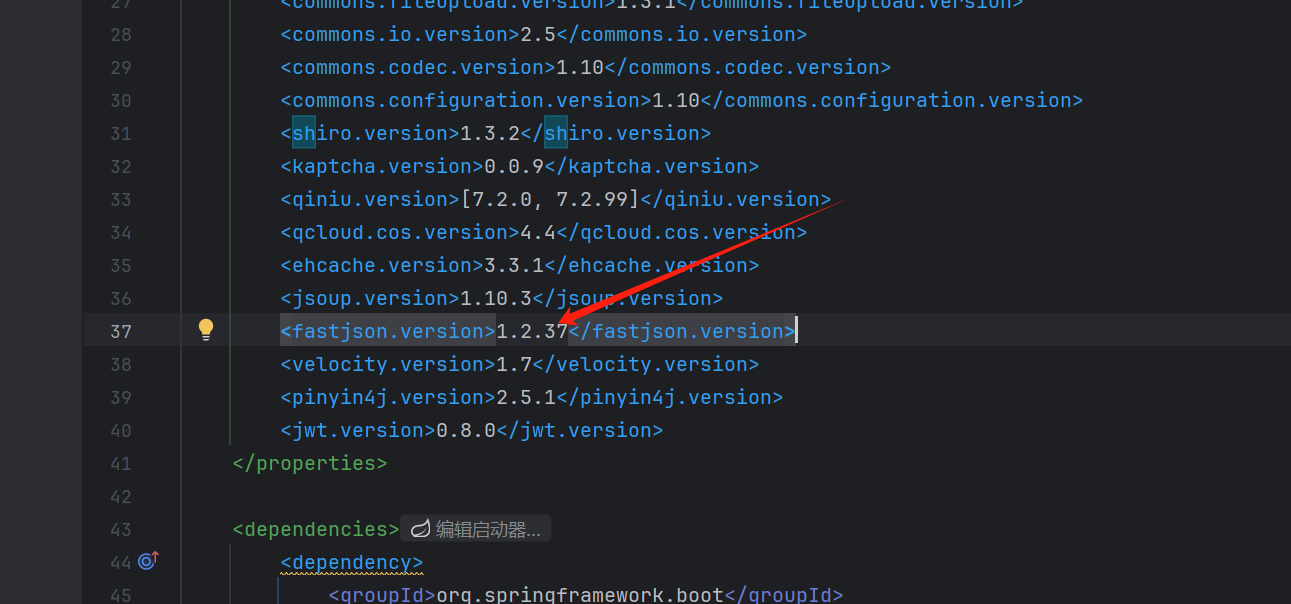 27 <commons.fileupload.version>1.3.1</commons.fileupload.version>
28 <commons.io.version>2.5</commons.io.version>
29 <commons.codec.version>1.10</commons.codec.version>
30 <commons.configuration.version>1.10</commons.configuration.version>
31 <shiro.version>1.3.2</shiro.version>
32 <kaptcha.version>0.0.9</kaptcha.version>
33 <qiniu.version>[7.2.0, 7.2.99]</qiniu.version>
34 <qcloud.cos.version>4.4</qcloud.cos.version>
35 <ehcache.version>3.3.1</ehcache.version>
36 <jsoup.version>1.10.3</jsoup.version>
37 <fastjson.version>1.2.37</fastjson.version>
38 <velocity.version>1.7</velocity.version>
39 <pinyin4j.version>2.5.1</pinyin4j.version>
40 <jwt.version>0.8.0</jwt.version>
41 </properties>
42
43 <dependencies> 编辑启动器...
44 <dependency>
45 <groupId>org.springframework.boot</groupId>